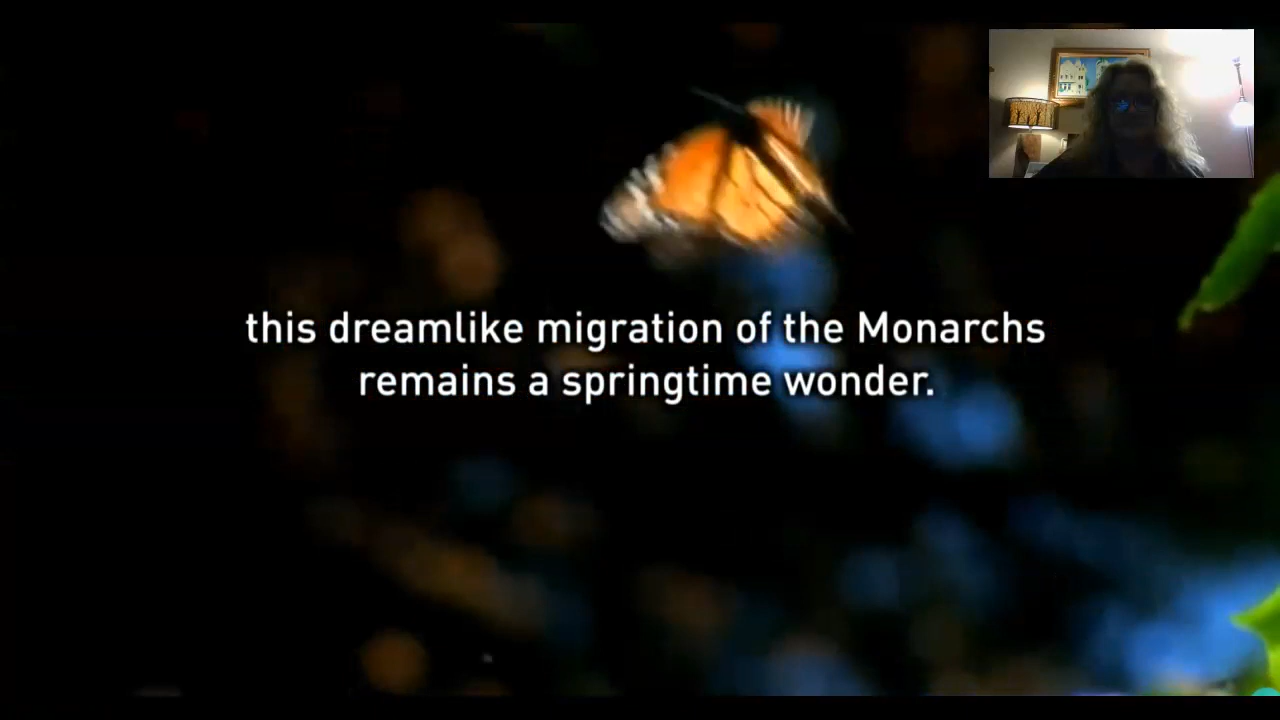 this dreamlike migration of the Monarchs
remains a springtime wonder.